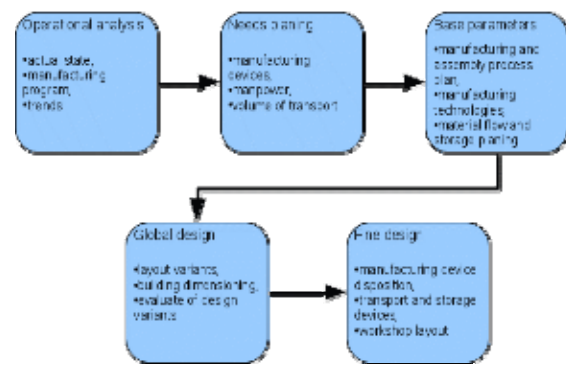 Operational analysis
•actual state,
•manufacturing
program,
•trends
Needs planing
•manufacturing
devices,
•manpower,
•volume of transport
Base parameters
•manufacturing and
assembly process
plan,
•manufacturing
technologies,
•material flow and
storage planing
Global design
•layout variants,
•building dimensioning,
•evaluate of design
variants
Fine design
•manufacturing device
disposition,
•transport and storage
devices,
•workshop layout